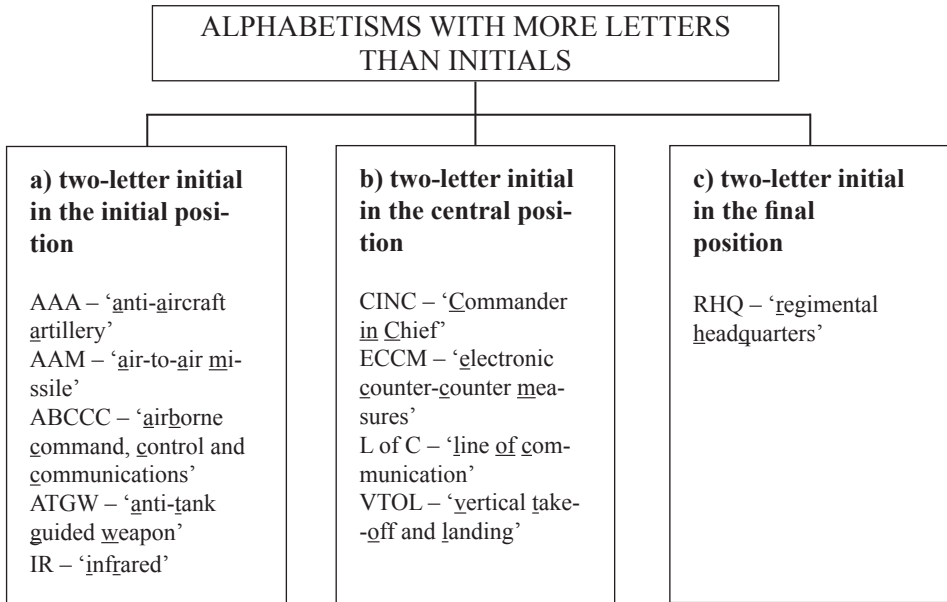 ALPHABETISMS WITH MORE LETTERS
THAN INITIALS
a) two-letter initial
in the initial posi-
tion
AAA – ‘anti-aircraft
artillery’
AAM – ‘air-to-air mi-
ssile’
ABCCC – ‘airborne
command, control and
communications’
ATGW – ‘anti-tank
guided weapon’
IR – ‘infrared’
b) two-letter initial
in the central posi-
tion
CINC – ‘Commander
in Chief’
ECCM – ‘electronic
counter-counter mea-
sures’
L of C – ‘line of com-
munication’
VTOL – ‘vertical take-
-off and landing’
c) two-letter initial
in the final
position
RHQ – ‘regimental
headquarters’